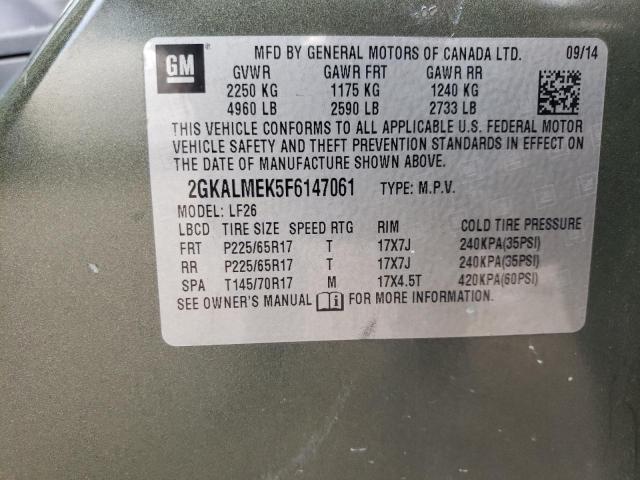 GM
MFD BY GENERAL MOTORS OF CANADA LTD. 09/14
GVWR GAWR FRT GAWR RR
2250 KG 1175 KG 1240 KG
4960 LB 2590 LB 2733 LB
THIS VEHICLE CONFORMS TO ALL APPLICABLE U.S. FEDERAL MOTOR
VEHICLE SAFETY AND THEFT PREVENTION STANDARDS IN EFFECT ON
THE DATE OF MANUFACTURE SHOWN ABOVE.
2GKALMEK5F6147061 TYPE: M.P.V.
MODEL: LF26
LBCD TIRE SIZE SPEED RTG RIM COLD TIRE PRESSURE
FRT P225/65R17 T 17X7J 240KPA(35PSI)
RR P225/65R17 T 17X7J 240KPA(35PSI)
SPA T145/70R17 M 17X4.5T 420KPA(60PSI)
SEE OWNER'S MANUAL FOR MORE INFORMATION.